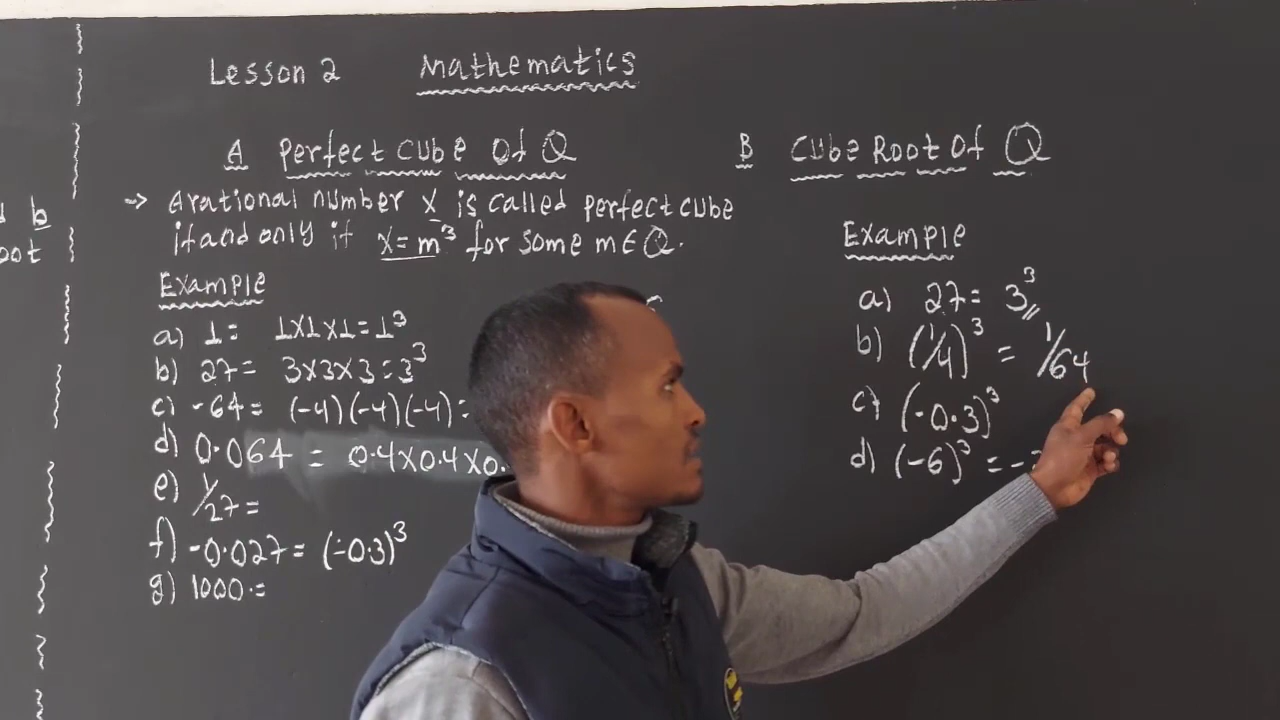 b
oot
Lesson 2 Mathematics
A Perfect cube Of Q
→ A rational number x is called perfect cube
if and only if x = m³ for some m ∈ Q.
Example
a) 1 = 1x1x1 = 1³
b) 27 = 3x3x3 = 3³
c) -64 = (-4)(-4)(-4) =
d) 0.064 = 0.4x0.4x0.
e) 1/27 =
f) -0.027 = (-0.3)³
g) 1000 =
B Cube Root Of Q
Example
a) 27 = 3³
b) (1/4)³ = 1/64
c) (-0.3)³
d) (-6)³ = -2